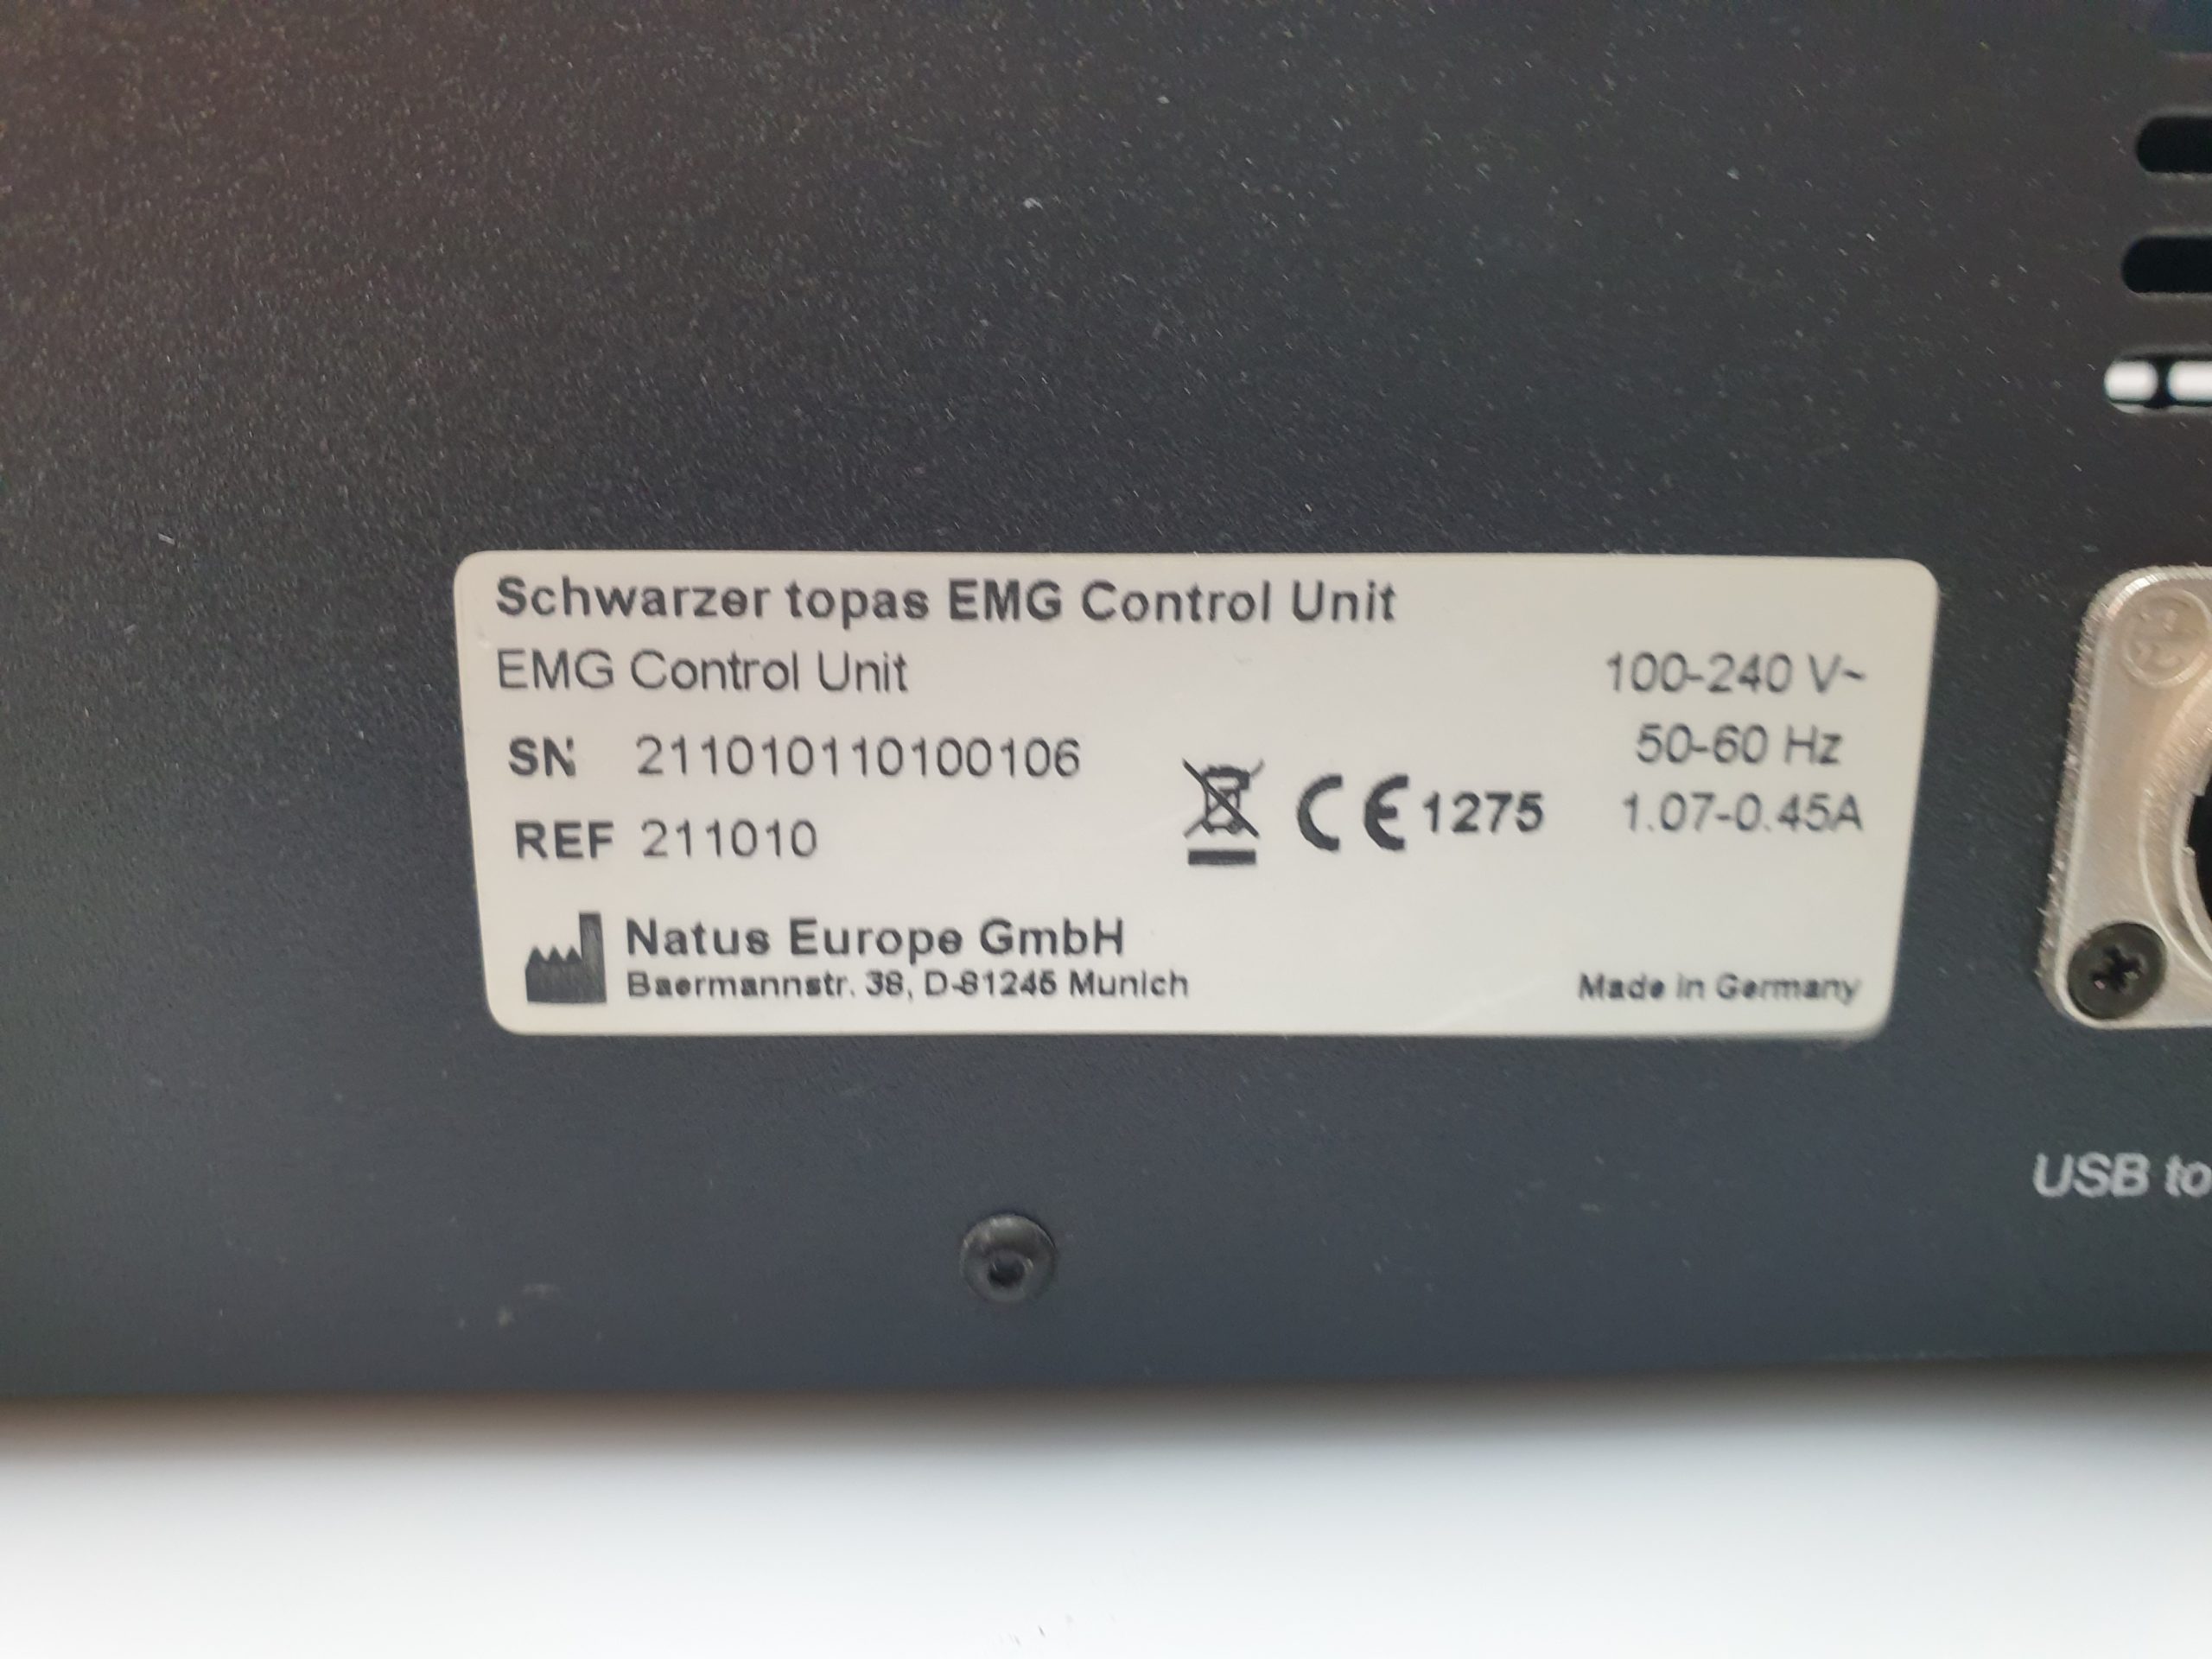 Schwarzer topas EMG Control Unit
EMG Control Unit
100-240 V~
SN 211010110100106
50-60 Hz
CE 1275
1.07-0.45A
REF 211010
Natus Europe GmbH
Baermannstr. 38, D-81245 Munich
Made in Germany
USB to